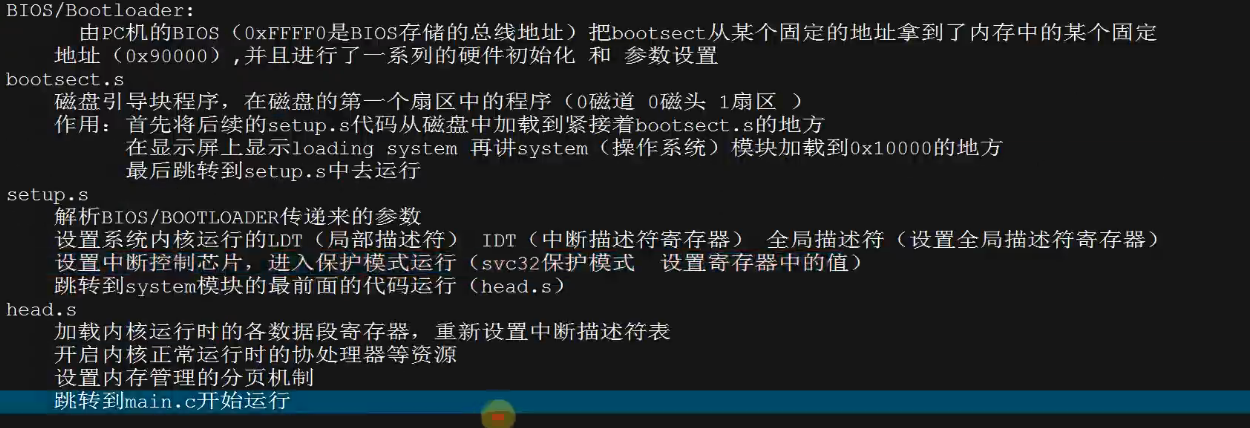 BIOS/Bootloader:
由PC机的BIOS（0xFFFF0是BIOS存储的总线地址）把bootsect从某个固定的地址拿到了内存中的某个固定
地址（0x90000）,并且进行了一系列的硬件初始化 和 参数设置
bootsect.s
磁盘引导块程序，在磁盘的第一个扇区中的程序（0磁道 0磁头 1扇区 ）
作用：首先将后续的setup.s代码从磁盘中加载到紧接着bootsect.s的地方
在显示屏上显示loading system 再讲system（操作系统）模块加载到0x10000的地方
最后跳转到setup.s中去运行
setup.s
解析BIOS/BOOTLOADER传递来的参数
设置系统内核运行的LDT（局部描述符） IDT（中断描述符寄存器） 全局描述符（设置全局描述符寄存器）
设置中断控制芯片，进入保护模式运行（svc32保护模式 设置寄存器中的值）
跳转到system模块的最前面的代码运行（head.s）
head.s
加载内核运行时的各数据段寄存器，重新设置中断描述符表
开启内核正常运行时的协处理器等资源
设置内存管理的分页机制
跳转到main.c开始运行